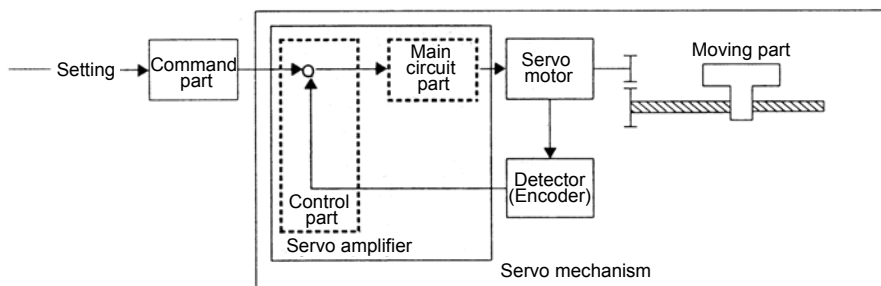 Setting
Command
part
Main
circuit
part
Servo
motor
Moving part
Detector
(Encoder)
Control
part
Servo amplifier
Servo mechanism